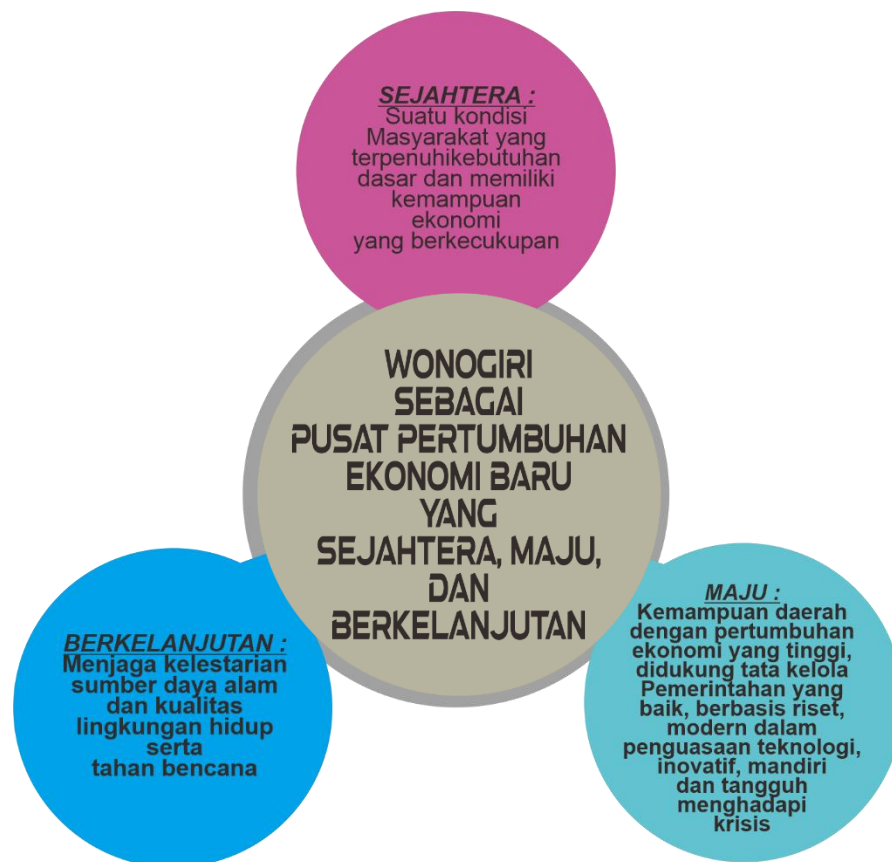 SEJAHTERA :
Suatu kondisi
Masyarakat yang
terpenuhikebutuhan
dasar dan memiliki
kemampuan
ekonomi
yang berkecukupan
WONOGIRI
SEBAGAI
PUSAT PERTUMBUHAN
EKONOMI BARU
YANG
SEJAHTERA, MAJU,
DAN
BERKELANJUTAN
BERKELANJUTAN :
Menjaga kelestarian
sumber daya alam
dan kualitas
lingkungan hidup
serta
tahan bencana
MAJU :
Kemampuan daerah
dengan pertumbuhan
ekonomi yang tinggi,
didukung tata kelola
Pemerintahan yang
baik, berbasis riset,
modern dalam
penguasaan teknologi,
inovatif, mandiri
dan tangguh
menghadapi
krisis